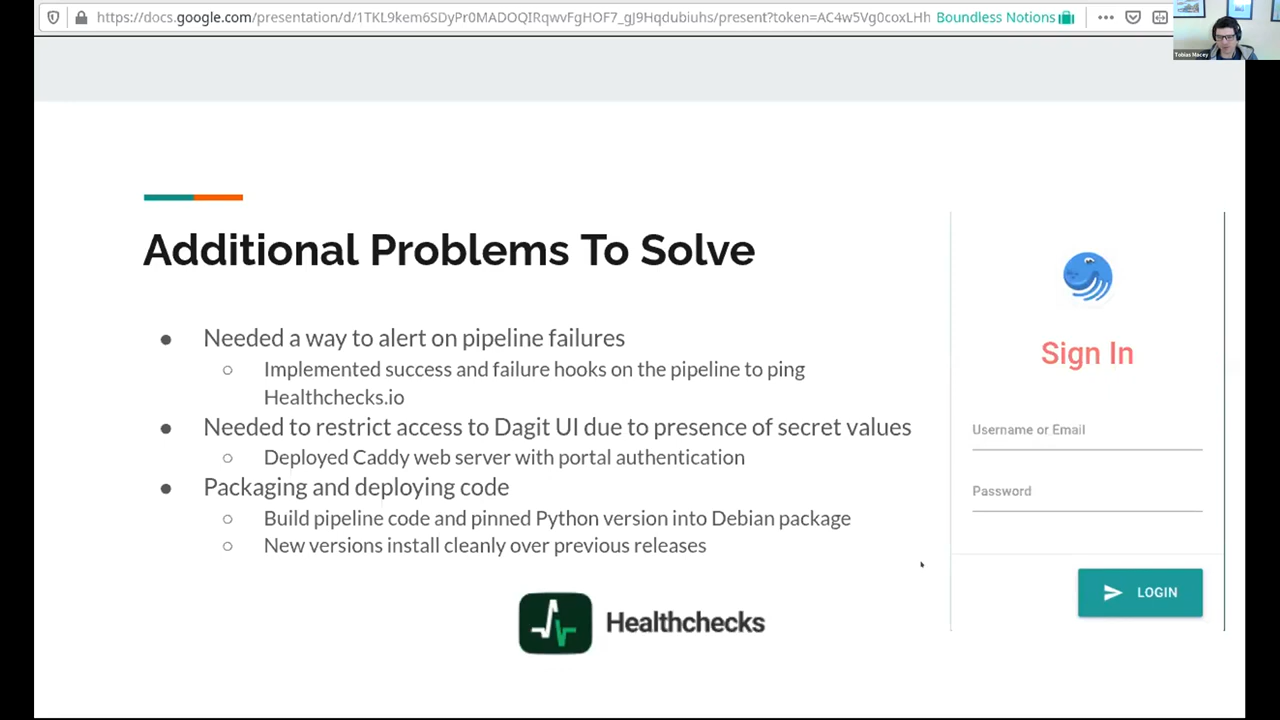 https://docs.google.com/presentation/d/1TKL9kem6SDyPr0MADOQIRqwvFgHOF7_gJ9Hqdubiuhs/present?token=AC4w5Vg0coxLHh
Boundless Notions
Tobias Macey
Additional Problems To Solve
● Needed a way to alert on pipeline failures
○ Implemented success and failure hooks on the pipeline to ping
Healthchecks.io
● Needed to restrict access to Dagit UI due to presence of secret values
○ Deployed Caddy web server with portal authentication
● Packaging and deploying code
○ Build pipeline code and pinned Python version into Debian package
○ New versions install cleanly over previous releases
Healthchecks
Sign In
Username or Email
Password
LOGIN